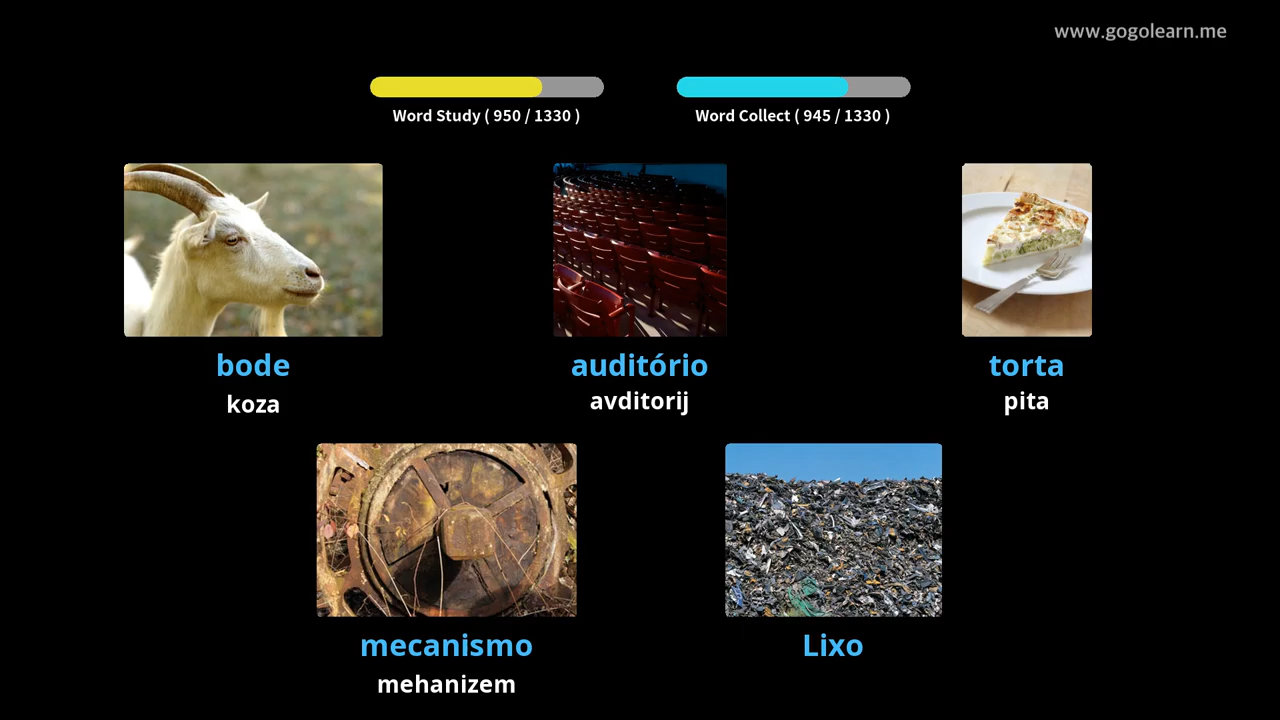 www.gogolearn.me
Word Study ( 950 / 1330 )
Word Collect ( 945 / 1330 )
bode
koza
auditório
avditorij
torta
pita
mecanismo
mehanizem
Lixo